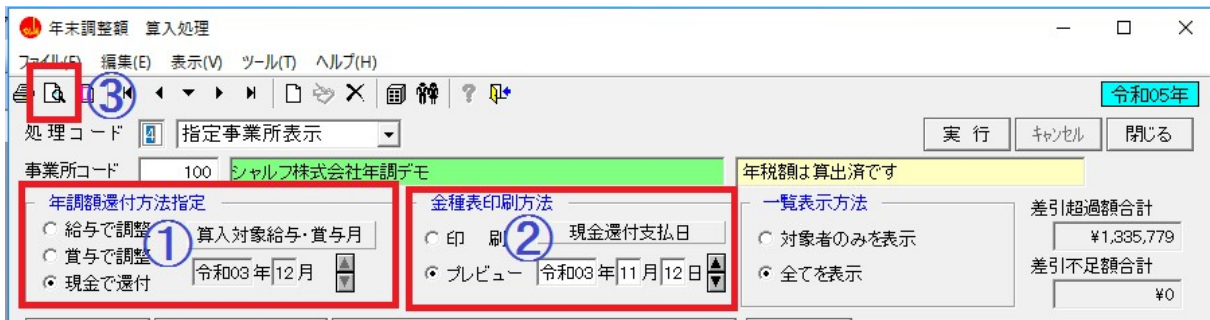 年末調整額 算入処理
ファイル(F) 編集(E) 表示(V) ツール(T) ヘルプ(H)
③
令和05年
処理コード 4 指定事業所表示 実 行 キャンセル 閉じる
事業所コード 100 シャルフ株式会社年調デモ 年税額は算出済です
年調額還付方法指定 金種表印刷方法 一覧表示方法 差引超過額合計
給与で調整 ① 算入対象給与・賞与月 印 刷 ② 現金還付支払日 対象者のみを表示 ¥1,335,779
賞与で調整 差引不足額合計
現金で還付 令和03年12月 プレビュー 令和03年11月12日 全てを表示 ¥0